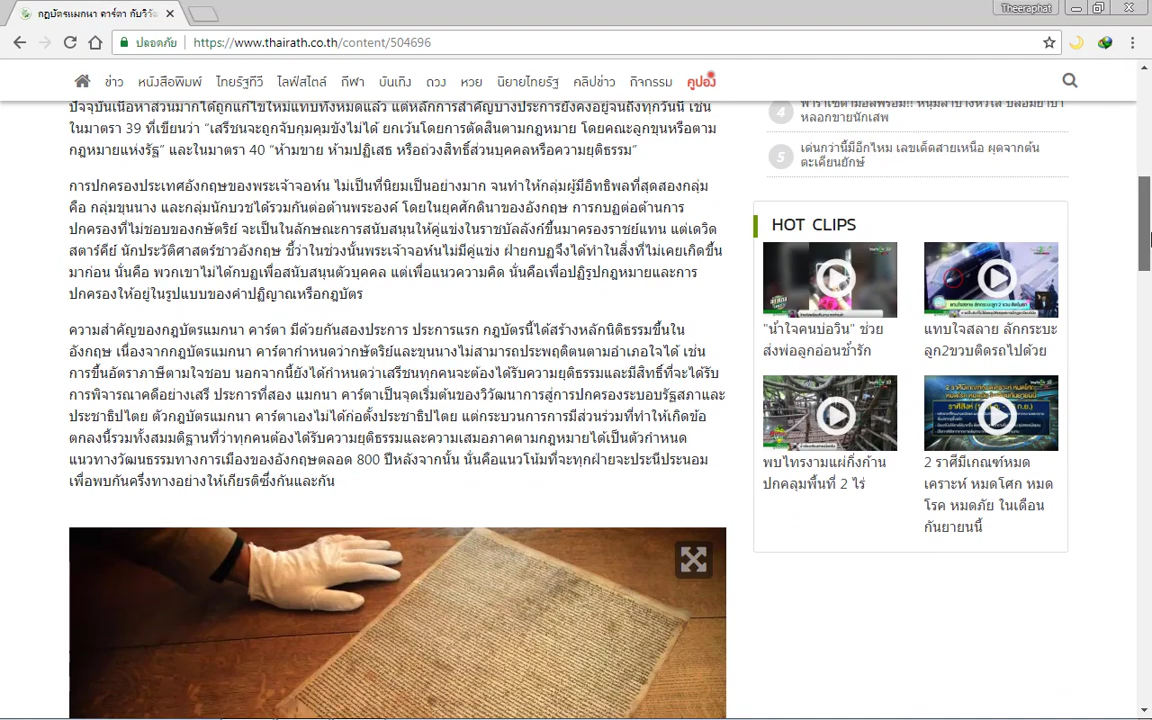 กฎบัตรแมกนา คาร์ตา กับวิวั
Theeraphat
ปลอดภัย
https://www.thairath.co.th/content/504696
ข่าว หนังสือพิมพ์ ไทยรัฐทีวี ไลฟ์สไตล์ กีฬา บันเทิง ดวง หวย นิยายไทยรัฐ คลิปข่าว กิจกรรม คูปอง
ปัจจุบันเนื้อหาส่วนมากได้ถูกแก้ไขใหม่แทบทั้งหมดแล้ว แต่หลักการสำคัญบางประการยังคงอยู่จนถึงทุกวันนี้ เช่น
ในมาตรา 39 ที่เขียนว่า "เสรีชนจะถูกจับกุมคุมขังไม่ได้ ยกเว้นโดยการตัดสินตามกฎหมาย โดยคณะลูกขุนหรือตาม
กฎหมายแห่งรัฐ" และในมาตรา 40 "ห้ามขาย ห้ามปฏิเสธ หรือถ่วงสิทธิ์ส่วนบุคคลหรือความยุติธรรม"
การปกครองประเทศอังกฤษของพระเจ้าจอห์น ไม่เป็นที่นิยมเป็นอย่างมาก จนทำให้กลุ่มผู้มีอิทธิพลที่สุดสองกลุ่ม
คือ กลุ่มขุนนาง และกลุ่มนักบวชได้รวมกันต่อต้านพระองค์ โดยในยุคศักดินาของอังกฤษ การกบฏต่อต้านการ
ปกครองที่ไม่ชอบของกษัตริย์ จะเป็นในลักษณะการสนับสนุนให้คู่แข่งในราชบัลลังก์ขึ้นมาครองราชย์แทน แต่เดวิด
สตาร์คีย์ นักประวัติศาสตร์ชาวอังกฤษ ชี้ว่าในช่วงนั้นพระเจ้าจอห์นไม่มีคู่แข่ง ฝ่ายกบฏจึงได้ทำในสิ่งที่ไม่เคยเกิดขึ้น
มาก่อน นั่นคือ พวกเขาไม่ได้กบฏเพื่อสนับสนุนตัวบุคคล แต่เพื่อแนวความคิด นั่นคือเพื่อปฏิรูปกฎหมายและการ
ปกครองให้อยู่ในรูปแบบของคำปฏิญาณหรือกฎบัตร
ความสำคัญของกฎบัตรแมกนา คาร์ตา มีด้วยกันสองประการ ประการแรก กฎบัตรนี้ได้สร้างหลักนิติธรรมขึ้นใน
อังกฤษ เนื่องจากกฎบัตรแมกนา คาร์ตากำหนดว่ากษัตริย์และขุนนางไม่สามารถประพฤติตนตามอำเภอใจได้ เช่น
การขึ้นอัตราภาษีตามใจชอบ นอกจากนี้ยังได้กำหนดว่าเสรีชนทุกคนจะต้องได้รับความยุติธรรมและมีสิทธิ์ที่จะได้รับ
การพิจารณาคดีอย่างเสรี ประการที่สอง แมกนา คาร์ตาเป็นจุดเริ่มต้นของวิวัฒนาการสู่การปกครองระบอบรัฐสภาและ
ประชาธิปไตย ตัวกฎบัตรแมกนา คาร์ตาเองไม่ได้ก่อตั้งประชาธิปไตย แต่กระบวนการการมีส่วนร่วมที่ทำให้เกิดข้อ
ตกลงนี้รวมทั้งสมมติฐานที่ว่าทุกคนต้องได้รับความยุติธรรมและความเสมอภาคตามกฎหมายได้เป็นตัวกำหนด
แนวทางวัฒนธรรมทางการเมืองของอังกฤษตลอด 800 ปีหลังจากนั้น นั่นคือแนวโน้มที่จะทุกฝ่ายจะประนีประนอม
เพื่อพบกันครึ่งทางอย่างให้เกียรติซึ่งกันและกัน
4
หลอกขายนักเสพ
5
เด่นกว่านี้มีอีกไหม เลขเด็ดสายเหนือ ผุดจากต้น
ตะเคียนยักษ์
HOT CLIPS
"น้ำใจคนบ่อวิน" ช่วย
ส่งพ่อลูกอ่อนช้ำรัก
แทบใจสลาย ลักกระบะ
ลูก2ขวบติดรถไปด้วย
พบไทรงามแผ่กิ่งก้าน
ปกคลุมพื้นที่ 2 ไร่
2 ราศีมีเกณฑ์หมด
เคราะห์ หมดโศก หมด
โรค หมดภัย ในเดือน
กันยายนนี้